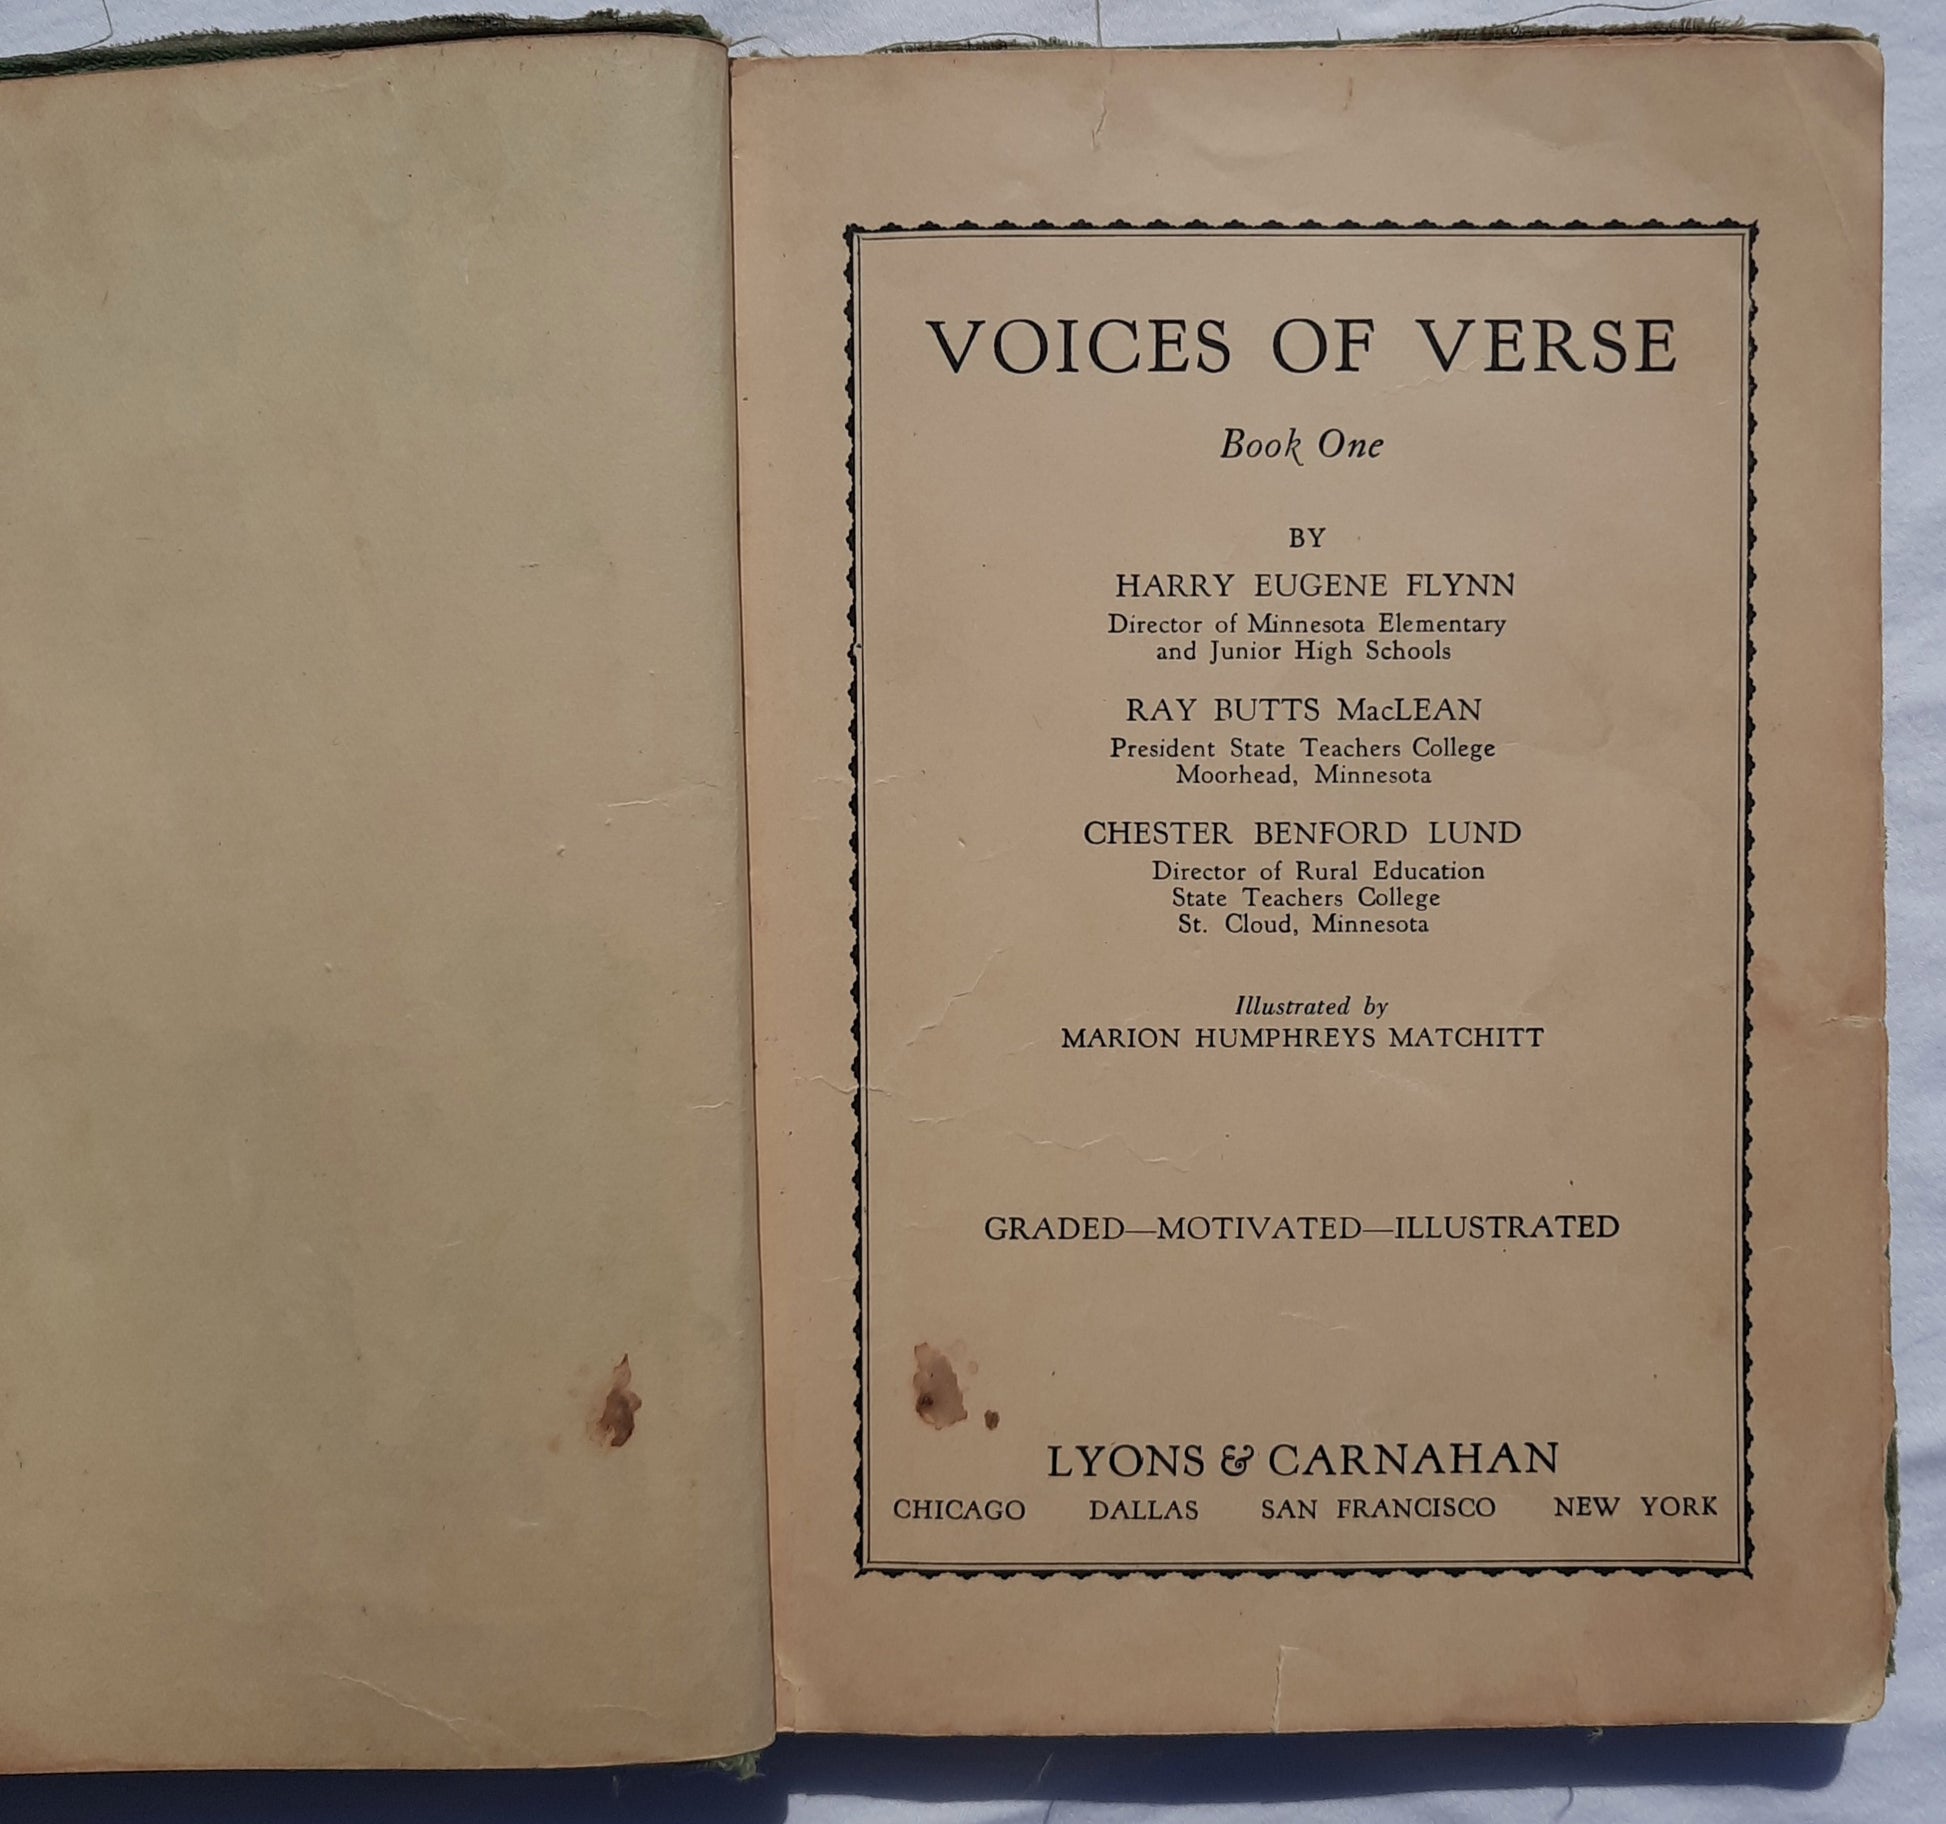 VOICES OF VERSE
Book One
BY
HARRY EUGENE FLYNN
Director of Minnesota Elementary
and Junior High Schools
RAY BUTTS MacLEAN
President State Teachers College
Moorhead, Minnesota
CHESTER BENFORD LUND
Director of Rural Education
State Teachers College
St. Cloud, Minnesota
Illustrated by
MARION HUMPHREYS MATCHITT
GRADED—MOTIVATED—ILLUSTRATED
LYONS & CARNAHAN
CHICAGO DALLAS SAN FRANCISCO NEW YORK